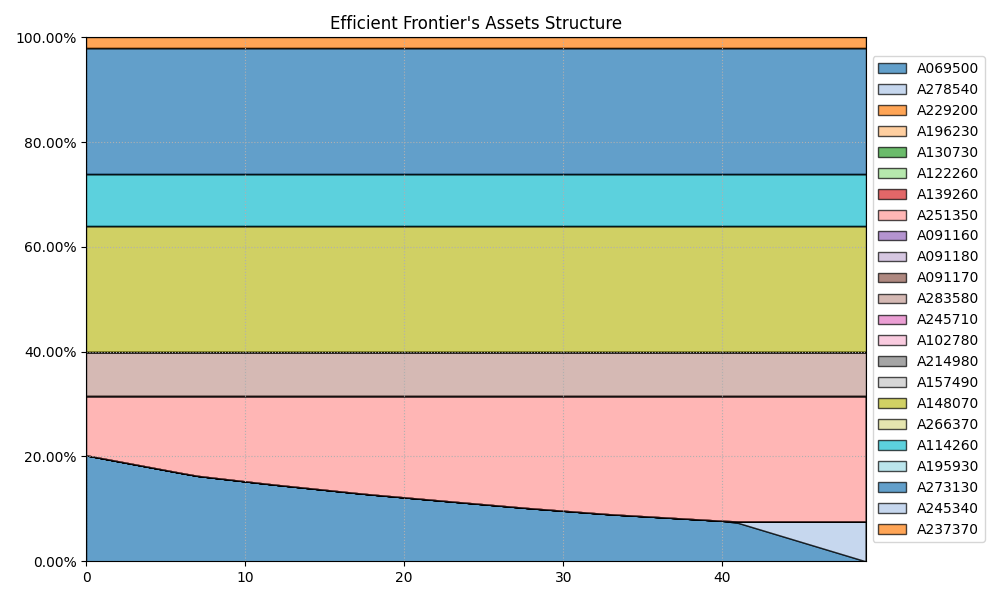 Efficient Frontier's Assets Structure
100.00%
80.00%
60.00%
40.00%
20.00%
0.00%
0
10
20
30
40
A069500
A278540
A229200
A196230
A130730
A122260
A139260
A251350
A091160
A091180
A091170
A283580
A245710
A102780
A214980
A157490
A148070
A266370
A114260
A195930
A273130
A245340
A237370